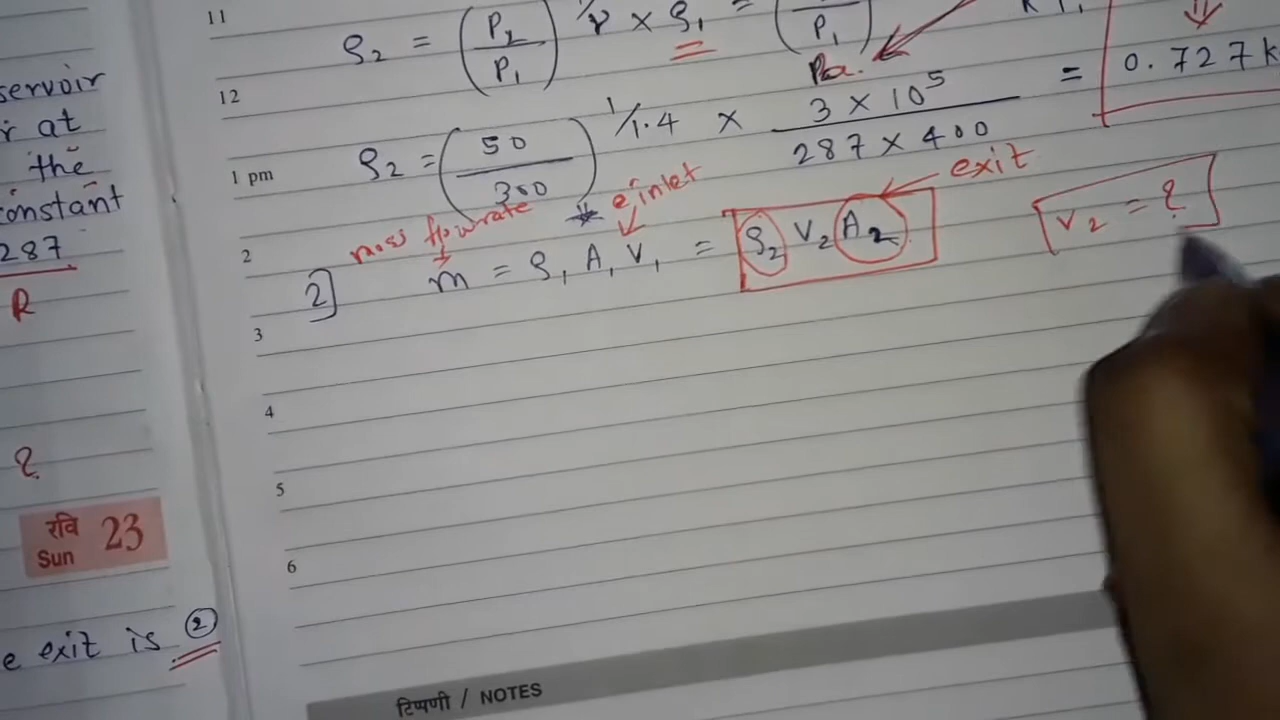 servoir
r at
the
constant
287
R
?
रवि 23
Sun
e exit is ②
11
ρ₂ = (P₂/P₁) 1/γ × ρ₁ =
P₁
0.727 k
12
Pa.
ρ₂ = (50/300) 1/1.4 × 3 × 10⁵/287 × 400 =
1 pm
mass flowrate
* @ inlet
exit
2
2] m = ρ₁ A₁ V₁ = ρ₂ V₂ A₂
V₂ = ?
3
4
5
6
टिप्पणी / NOTES